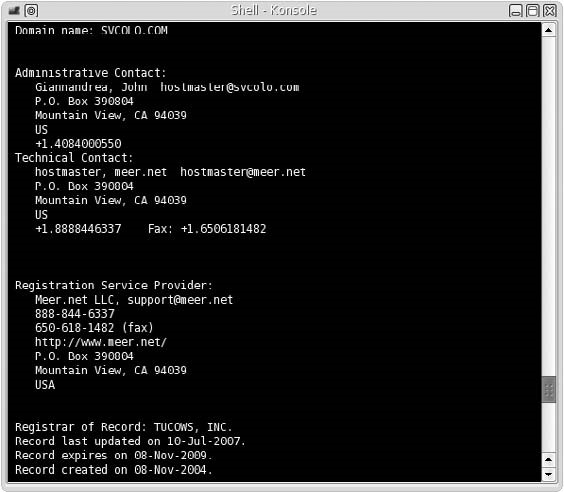 Shell - Konsole
Domain name: SVCOLO.COM
Administrative Contact:
Giannandrea, John hostmaster@svcolo.com
P.O. Box 390804
Mountain View, CA 94039
US
+1.4084000550
Technical Contact:
hostmaster, meer.net hostmaster@meer.net
P.O. Box 390804
Mountain View, CA 94039
US
+1.8888446337 Fax: +1.6506181482
Registration Service Provider:
Meer.net LLC, support@meer.net
888-844-6337
650-618-1482 (fax)
http://www.meer.net/
P.O. Box 390804
Mountain View, CA 94039
USA
Registrar of Record: TUCOWS, INC.
Record last updated on 10-Jul-2007.
Record expires on 08-Nov-2009.
Record created on 08-Nov-2004.